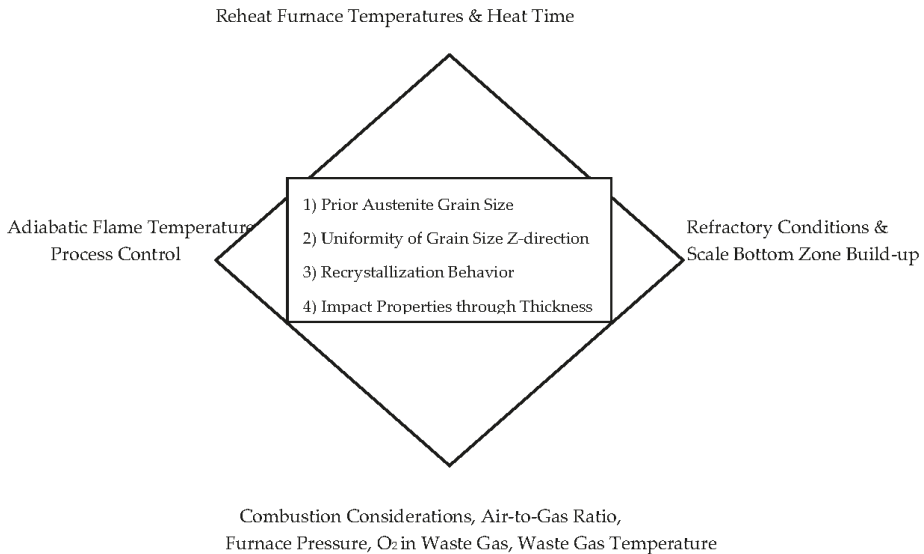 Reheat Furnace Temperatures & Heat Time
1) Prior Austenite Grain Size
Adiabatic Flame Temperature
Process Control
2) Uniformity of Grain Size Z-direction
3) Recrystallization Behavior
4) Impact Properties through Thickness
Refractory Conditions &
Scale Bottom Zone Build-up
Combustion Considerations, Air-to-Gas Ratio,
Furnace Pressure, O₂ in Waste Gas, Waste Gas Temperature